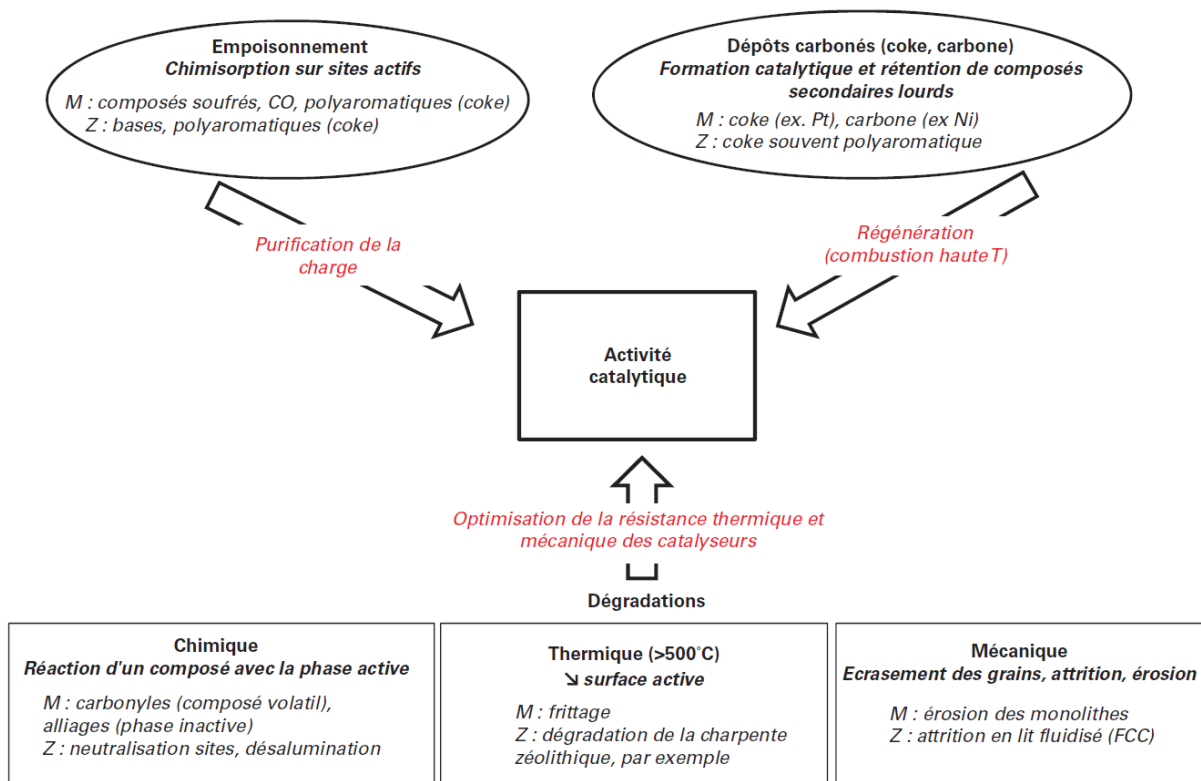 Empoisonnement
Chimisorption sur sites actifs
M : composés soufrés, CO, polyaromatiques (coke)
Z : bases, polyaromatiques (coke)
Dépôts carbonés (coke, carbone)
Formation catalytique et rétention de composés
secondaires lourds
M : coke (ex. Pt), carbone (ex Ni)
Z : coke souvent polyaromatique
Purification de la
charge
Régénération
(combustion haute T)
Activité
catalytique
Optimisation de la résistance thermique et
mécanique des catalyseurs
Dégradations
Chimique
Réaction d'un composé avec la phase active
M : carbonyles (composé volatil),
alliages (phase inactive)
Z : neutralisation sites, désalumination
Thermique (>500°C)
↘ surface active
M : frittage
Z : dégradation de la charpente
zéolithique, par exemple
Mécanique
Ecrasement des grains, attrition, érosion
M : érosion des monolithes
Z : attrition en lit fluidisé (FCC)